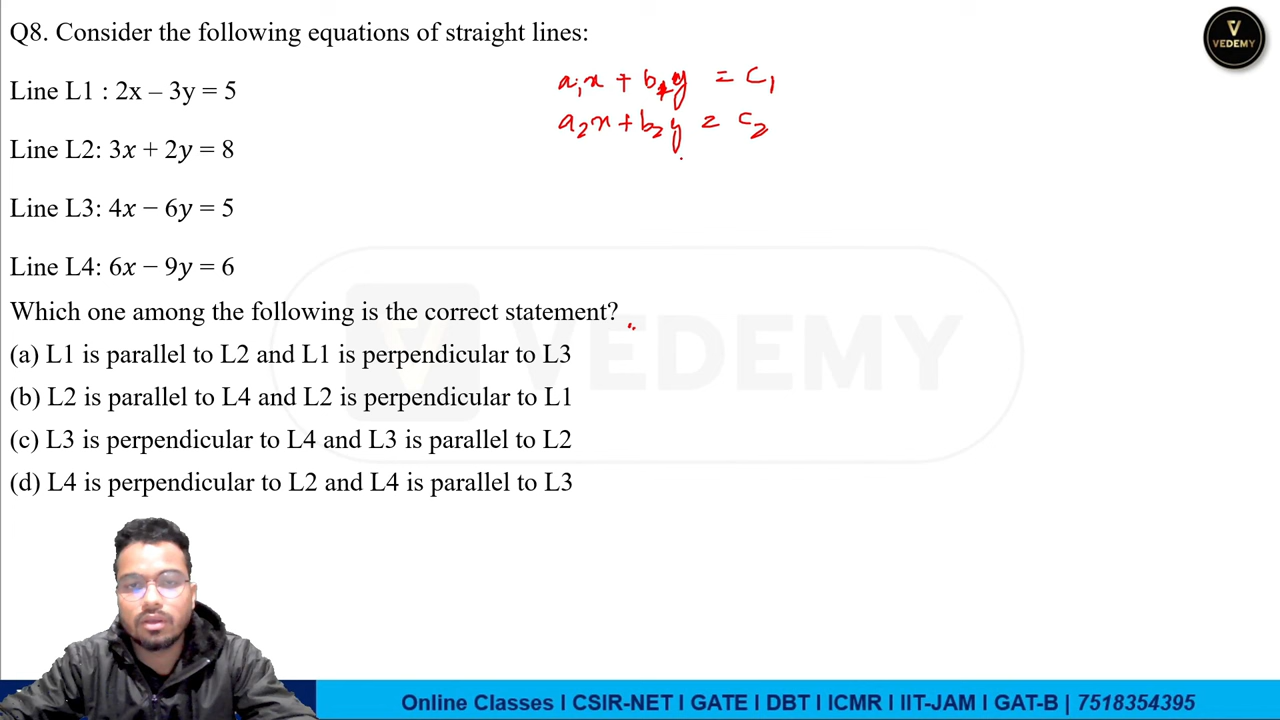 Q8. Consider the following equations of straight lines:
VEDEMY
a₁x + b₁y = c₁
Line L1 : 2x – 3y = 5
a₂x + b₂y = c₂
Line L2: 3x + 2y = 8
Line L3: 4x − 6y = 5
Line L4: 6x − 9y = 6
Which one among the following is the correct statement?
VEDEMY
(a) L1 is parallel to L2 and L1 is perpendicular to L3
(b) L2 is parallel to L4 and L2 is perpendicular to L1
(c) L3 is perpendicular to L4 and L3 is parallel to L2
(d) L4 is perpendicular to L2 and L4 is parallel to L3
Online Classes I CSIR-NET I GATE I DBT I ICMR I IIT-JAM I GAT-B | 7518354395